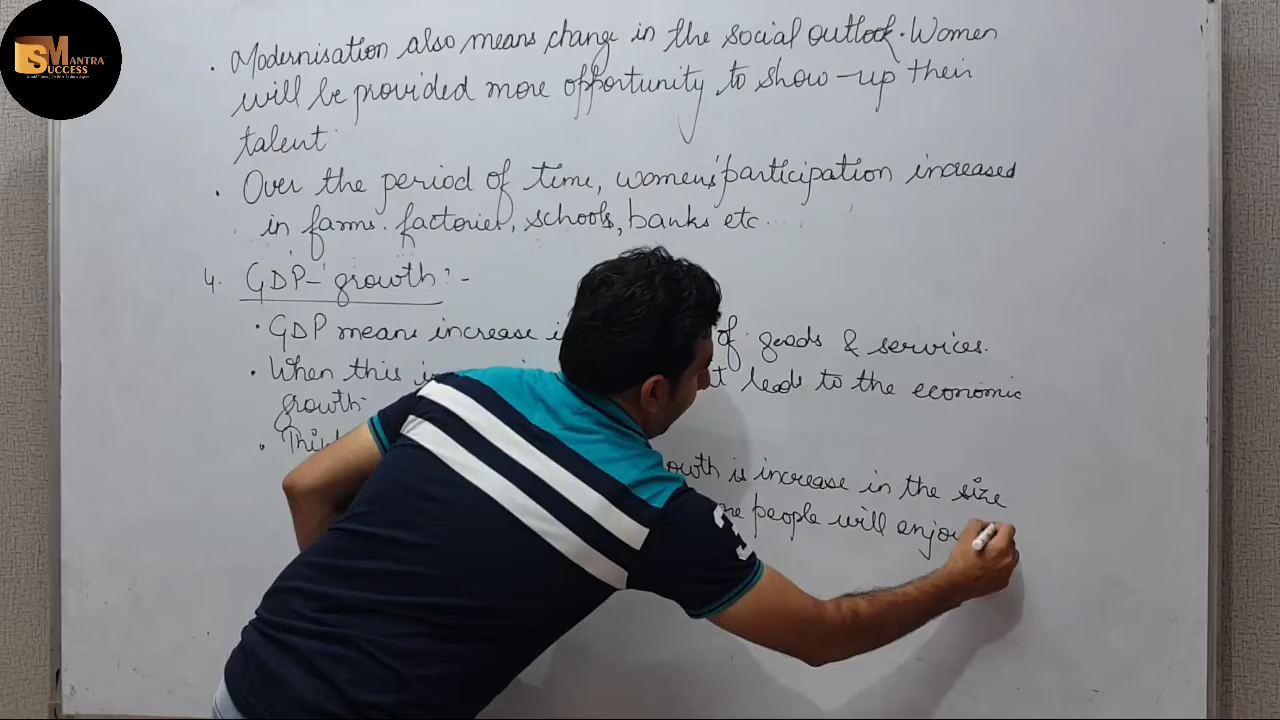 SM MANTRA
SUCCESS
• Modernisation also means change in the social outlook. Women
will be provided more opportunity to show-up their
talent.
• Over the period of time, women's participation increased
in farms. factories, schools, banks etc.
4. GDP- growth:-
• GDP means increase of goods & services.
• When this leads to the economic
growth.
• is increase in the size
people will enjoy